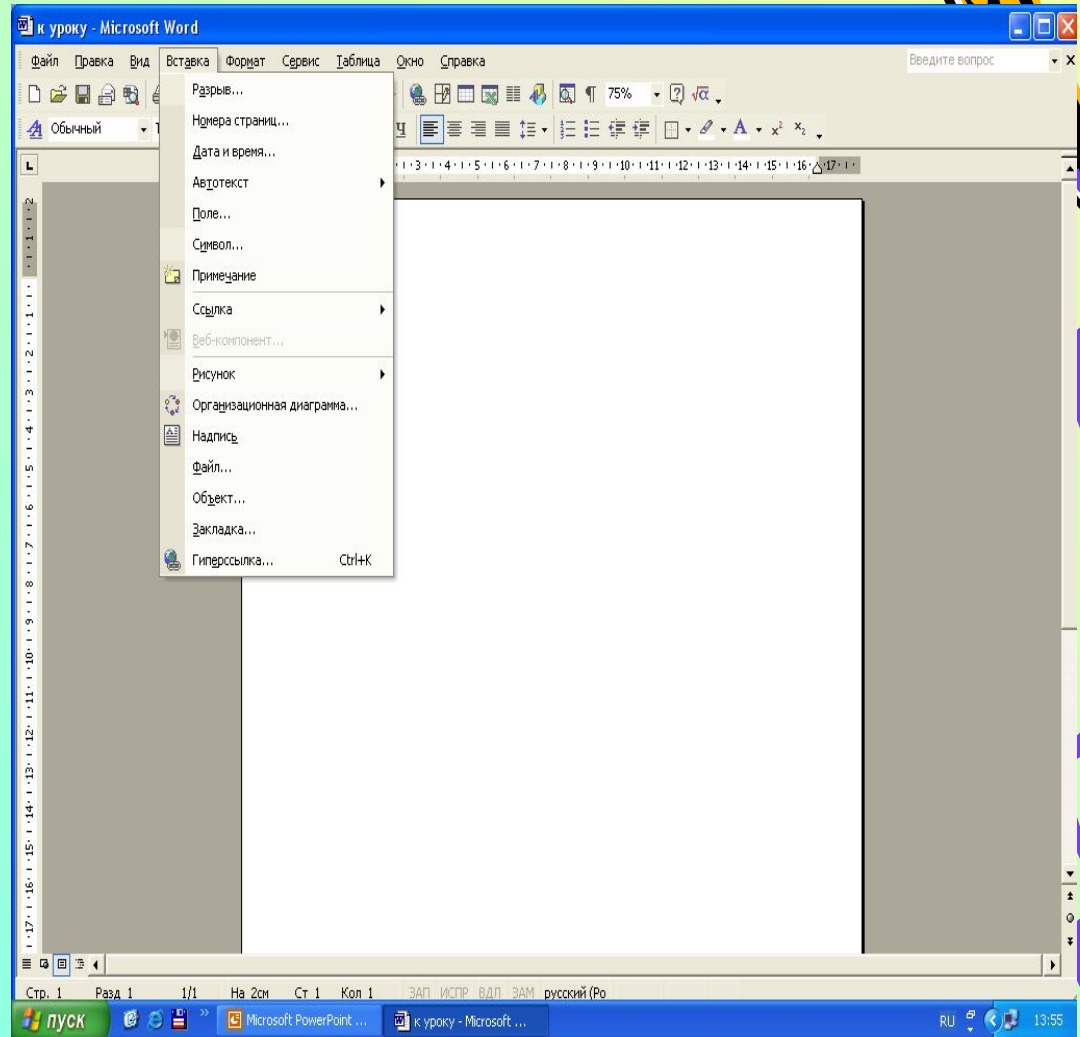 к уроку - Microsoft Word
Файл Правка Вид Вставка Формат Сервис Таблица Окно Справка Введите вопрос
75%
Обычный
Разрыв...
Номера страниц...
Дата и время...
Автотекст
Поле...
Символ...
Примечание
Ссылка
Веб-компонент...
Рисунок
Организационная диаграмма...
Надпись
Файл...
Объект...
Закладка...
Гиперссылка... Ctrl+K
Стр. 1 Разд 1 1/1 На 2см Ст 1 Кол 1 ЗАП ИСПР ВДЛ ЗАМ русский (Ро
пуск Microsoft PowerPoint ... к уроку - Microsoft ... RU 13:55